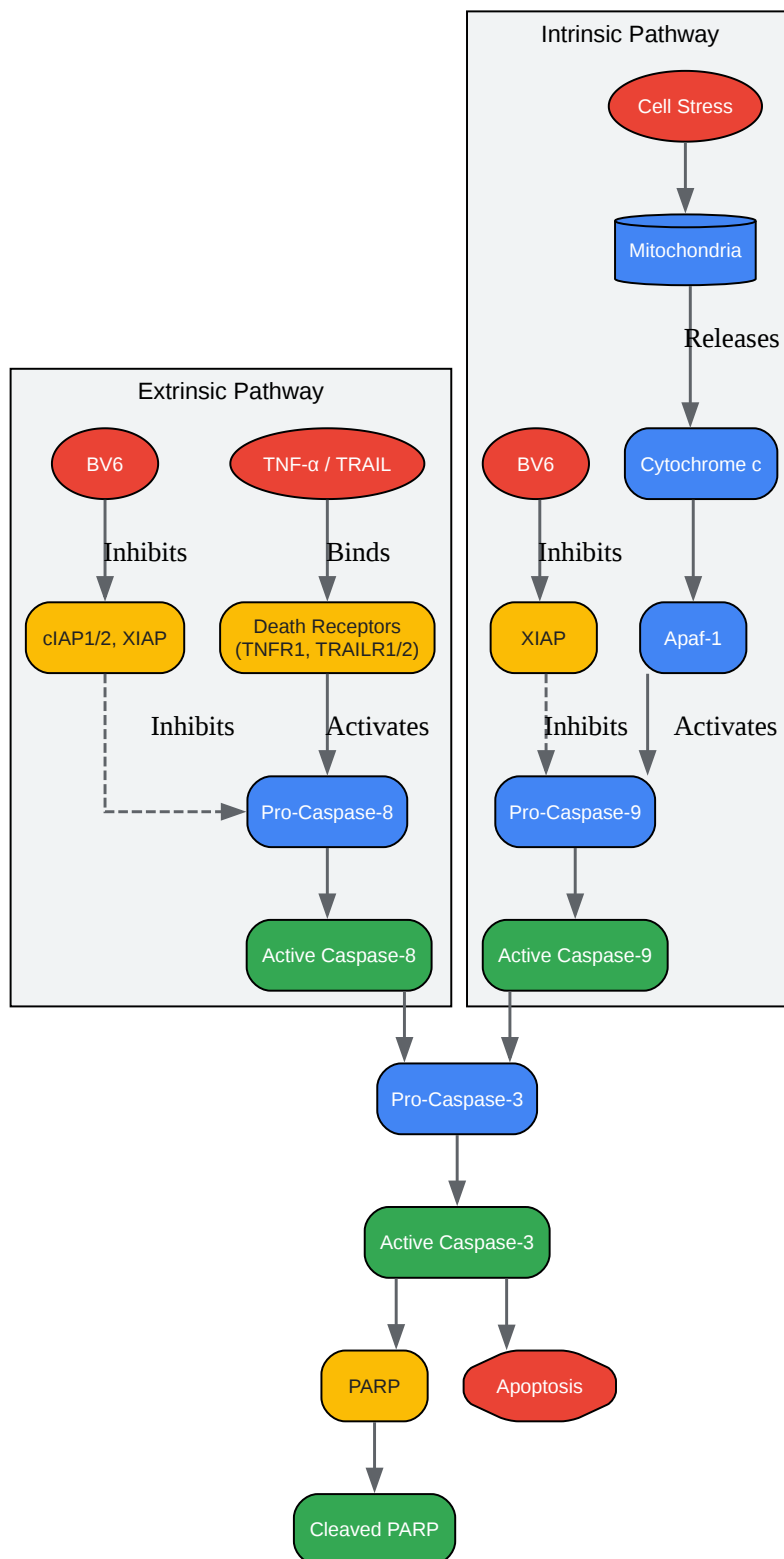 Intrinsic Pathway
Cell Stress
Mitochondria
Releases
Extrinsic Pathway
BV6
TNF-α / TRAIL
BV6
Cytochrome c
Inhibits
Binds
Inhibits
cIAP1/2, XIAP
Death Receptors
(TNFR1, TRAILR1/2)
XIAP
Apaf-1
Inhibits
Activates
Inhibits
Activates
Pro-Caspase-8
Pro-Caspase-9
Active Caspase-8
Active Caspase-9
Pro-Caspase-3
Active Caspase-3
PARP
Apoptosis
Cleaved PARP